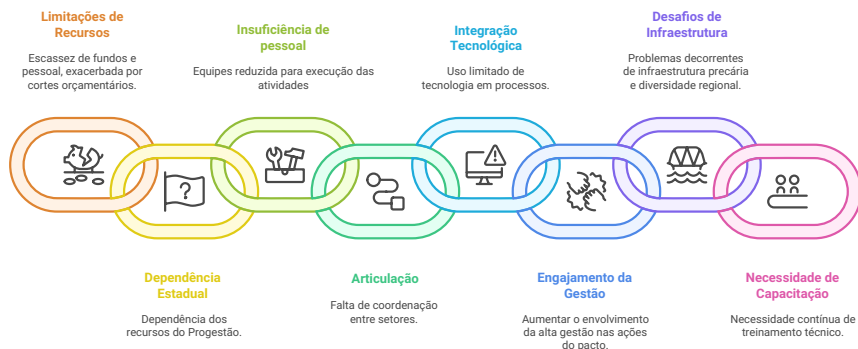 Limitações de
Recursos
Escassez de fundos e
pessoal, exacerbada por
cortes orçamentários.
Insuficiência de
pessoal
Equipes reduzida para execução das
atividades
Integração
Tecnológica
Uso limitado de
tecnologia em processos.
Desafios de
Infraestrutura
Problemas decorrentes
de infraestrutura precária
e diversidade regional.
?
Dependência
Estadual
Dependência dos
recursos do Progestão.
Articulação
Falta de coordenação
entre setores.
Engajamento da
Gestão
Aumentar o envolvimento
da alta gestão nas ações
do pacto.
Necessidade de
Capacitação
Necessidade contínua de
treinamento técnico.